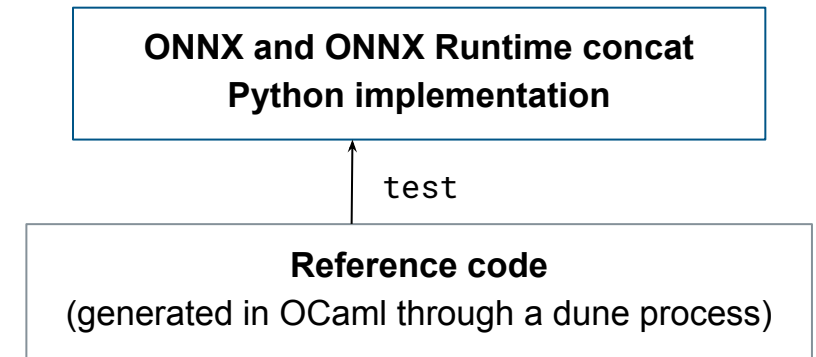 ONNX and ONNX Runtime concat
Python implementation
test
Reference code
(generated in OCaml through a dune process)